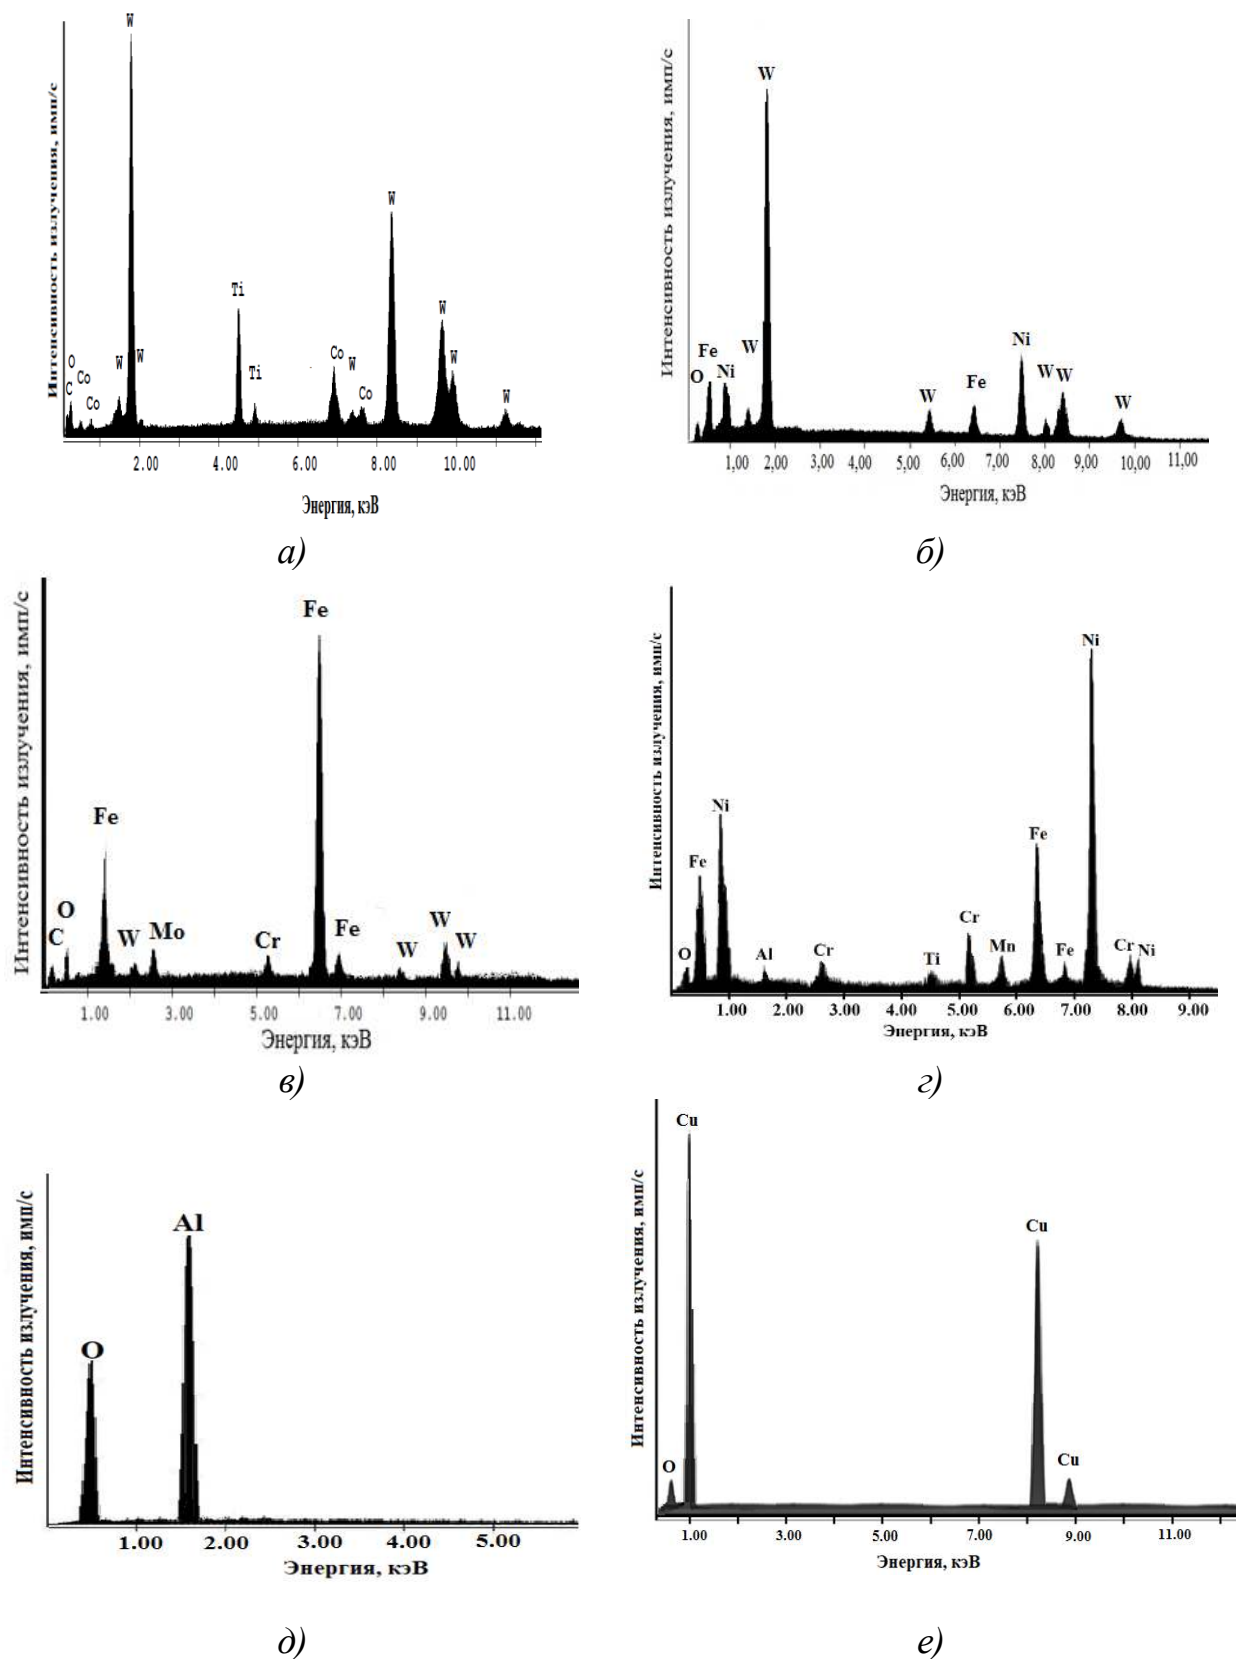 W
W
Ti
Co
W
O
Co
C
Co
W
W
Ti
W
Co
W
W
Интенсивность излучения, имп/с
2.00 4.00 6.00 8.00 10.00
Энергия, кэВ
а)
W
Fe
O
Ni
W
W
Fe
Ni
W W
W
Интенсивность излучения, имп/с
1,00 2,00 3,00 4,00 5,00 6,00 7,00 8,00 9,00 10,00 11,00
Энергия, кэВ
б)
Fe
Fe
O
C
W
Mo
Cr
Fe
W
W
W
Интенсивность излучения, имп/с
1.00 3.00 5.00 7.00 9.00 11.00
Энергия, кэВ
в)
Ni
Ni
Fe
Fe
O
Al
Cr
Ti
Cr
Mn
Fe
Cr Ni
Интенсивность излучения, имп/с
1.00 2.00 3.00 4.00 5.00 6.00 7.00 8.00 9.00
Энергия, кэВ
г)
Al
O
Интенсивность излучения, имп/с
1.00 2.00 3.00 4.00 5.00
Энергия, кэВ
д)
Cu
Cu
O
Cu
Интенсивность излучения, имп/с
1.00 3.00 5.00 7.00 9.00 11.00
Энергия, кэВ
е)